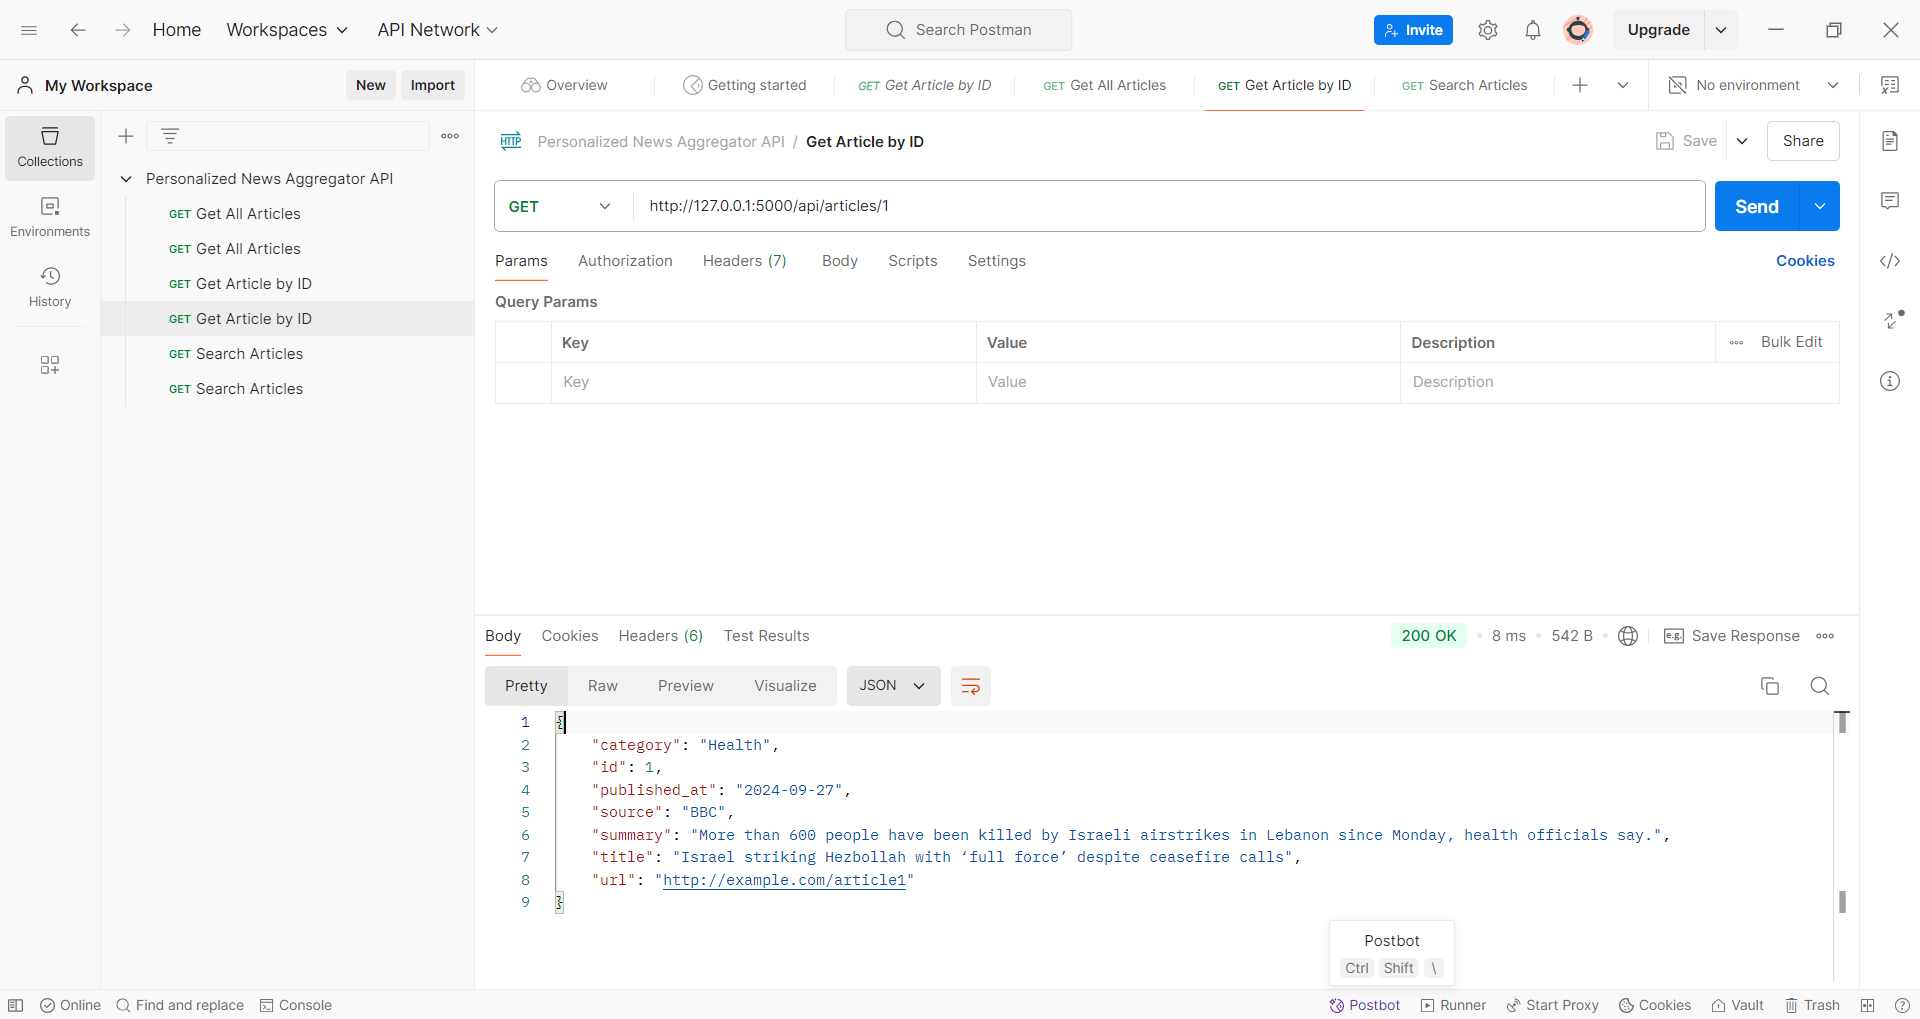 Home Workspaces API Network Search Postman Invite Upgrade
My Workspace New Import Overview Getting started GET Get Article by ID GET Get All Articles GET Get Article by ID GET Search Articles No environment
Collections
Environments
History
Personalized News Aggregator API
GET Get All Articles
GET Get All Articles
GET Get Article by ID
GET Get Article by ID
GET Search Articles
GET Search Articles
HTTP Personalized News Aggregator API / Get Article by ID Save Share
GET http://127.0.0.1:5000/api/articles/1 Send
Params Authorization Headers (7) Body Scripts Settings Cookies
Query Params
Key Value Description Bulk Edit
Key Value Description
Body Cookies Headers (6) Test Results 200 OK 8 ms 542 B e.g. Save Response
Pretty Raw Preview Visualize JSON
1 {
2 "category": "Health",
3 "id": 1,
4 "published_at": "2024-09-27",
5 "source": "BBC",
6 "summary": "More than 600 people have been killed by Israeli airstrikes in Lebanon since Monday, health officials say.",
7 "title": "Israel striking Hezbollah with ‘full force’ despite ceasefire calls",
8 "url": "http://example.com/article1"
9 }
Postbot
Ctrl Shift \
Online Find and replace Console Postbot Runner Start Proxy Cookies Vault Trash